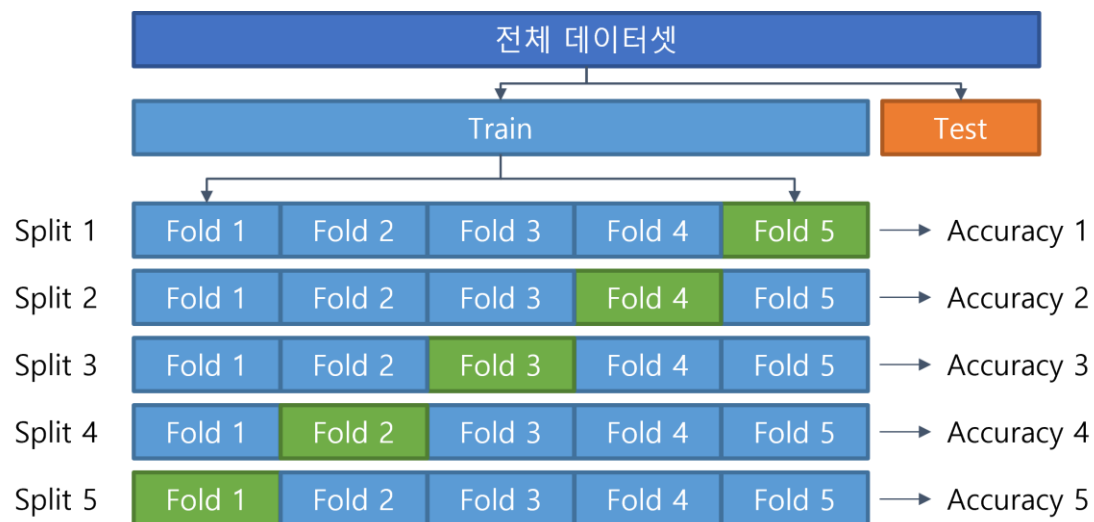 전체 데이터셋
Train Test
Split 1 Fold 1 Fold 2 Fold 3 Fold 4 Fold 5 Accuracy 1
Split 2 Fold 1 Fold 2 Fold 3 Fold 4 Fold 5 Accuracy 2
Split 3 Fold 1 Fold 2 Fold 3 Fold 4 Fold 5 Accuracy 3
Split 4 Fold 1 Fold 2 Fold 3 Fold 4 Fold 5 Accuracy 4
Split 5 Fold 1 Fold 2 Fold 3 Fold 4 Fold 5 Accuracy 5